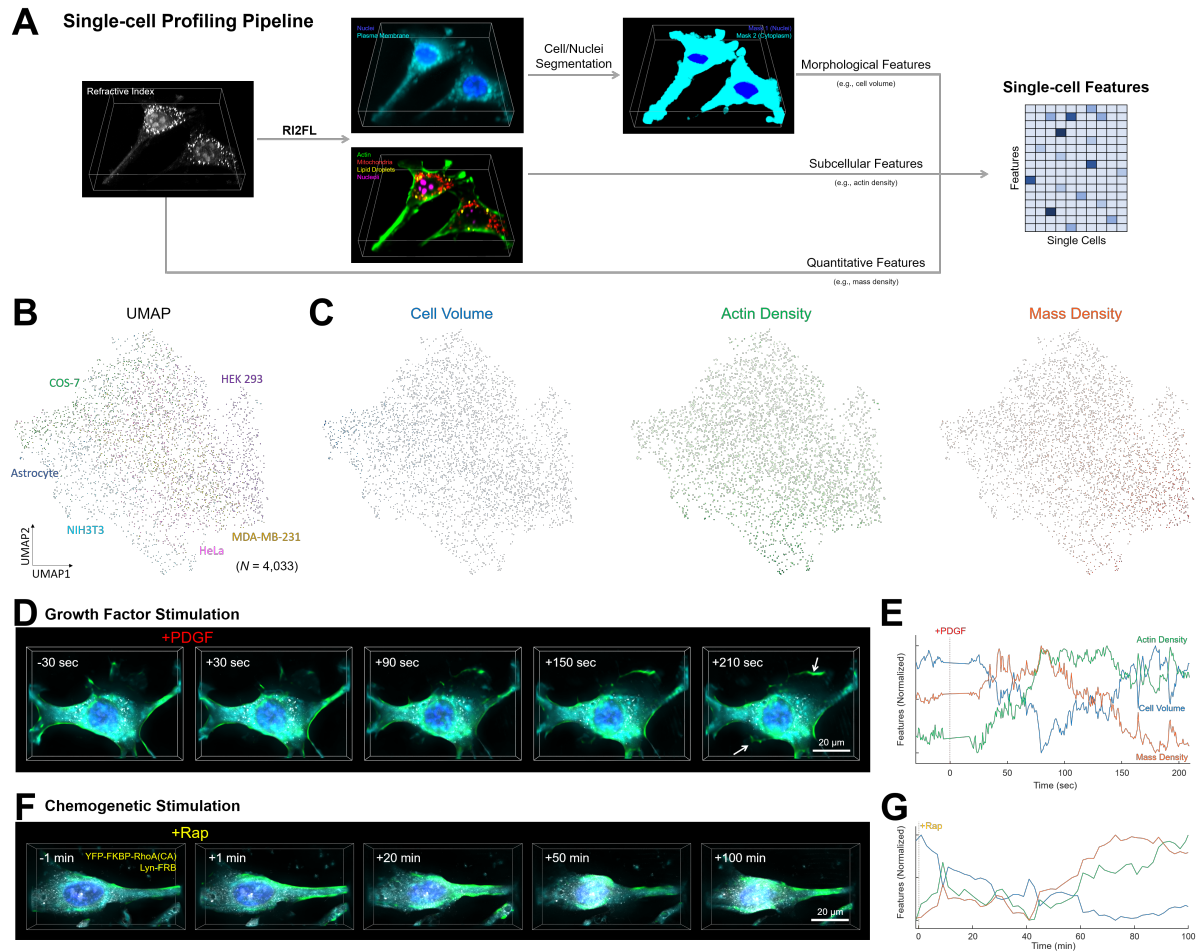 A
Single-cell Profiling Pipeline
Refractive Index
RI2FL
Nuclei
Plasma Membrane
Cell/Nuclei
Segmentation
Mask 1 (Nuclei)
Mask 2 (Cytoplasm)
Actin
Mitochondria
Lipid Droplets
Nucleoli
Morphological Features
(e.g., cell volume)
Subcellular Features
(e.g., actin density)
Quantitative Features
(e.g., mass density)
Single-cell Features
Features
Single Cells
B
UMAP
COS-7
HEK 293
Astrocyte
NIH3T3
HeLa
MDA-MB-231
(N = 4,033)
UMAP2
UMAP1
C
Cell Volume
Actin Density
Mass Density
D
Growth Factor Stimulation
+PDGF
-30 sec
+30 sec
+90 sec
+150 sec
+210 sec
20 µm
E
+PDGF
Actin Density
Cell Volume
Mass Density
Features (Normalized)
0
50
100
150
200
Time (sec)
F
Chemogenetic Stimulation
+Rap
-1 min
YFP-FKBP-RhoA(CA)
Lyn-FRB
+1 min
+20 min
+50 min
+100 min
20 µm
G
+Rap
Features (Normalized)
0
20
40
60
80
100
Time (min)